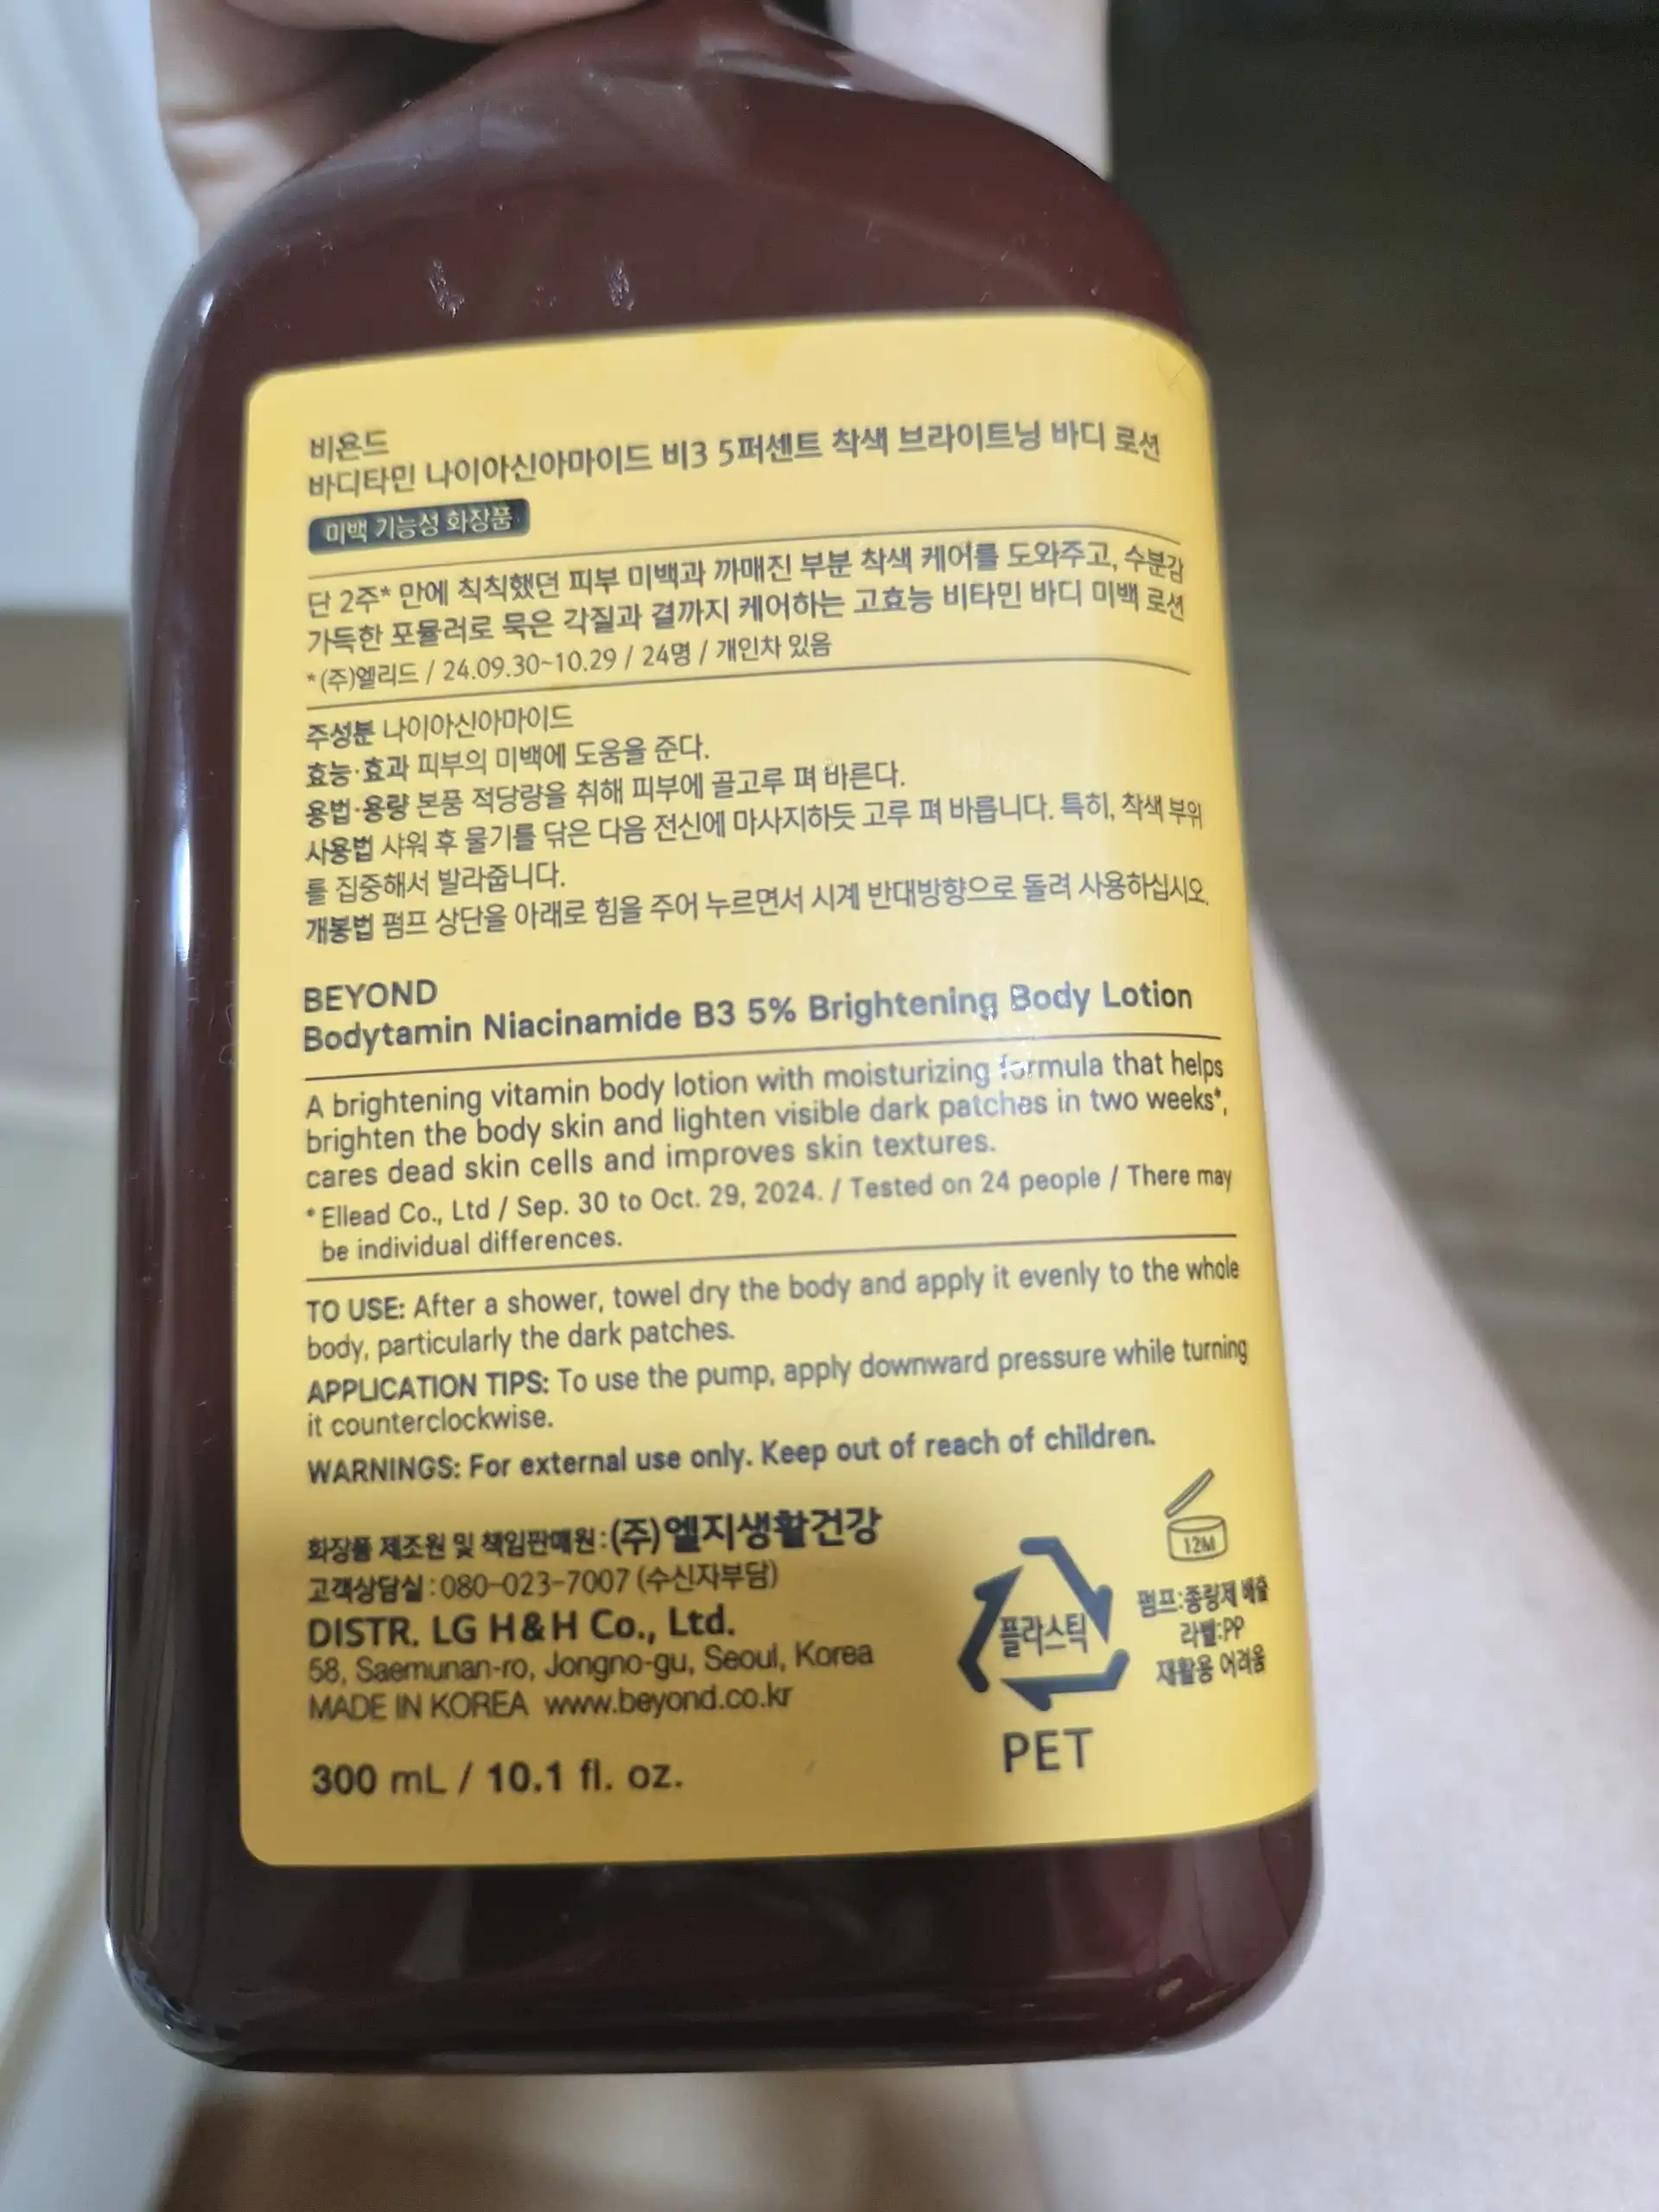 비욘드
바디타민 나이아신아마이드 비3 5퍼센트 착색 브라이트닝 바디 로션
미백 기능성 화장품
단 2주* 만에 칙칙했던 피부 미백과 까매진 부분 착색 케어를 도와주고, 수분감
가득한 포뮬러로 묵은 각질과 결까지 케어하는 고효능 비타민 바디 미백 로션
*(주)엘리드 / 24.09.30~10.29 / 24명 / 개인차 있음
주성분 나이아신아마이드
효능·효과 피부의 미백에 도움을 준다.
용법·용량 본품 적당량을 취해 피부에 골고루 펴 바른다.
사용법 샤워 후 물기를 닦은 다음 전신에 마사지하듯 고루 펴 바릅니다. 특히, 착색 부위
를 집중해서 발라줍니다.
개봉법 펌프 상단을 아래로 힘을 주어 누르면서 시계 반대방향으로 돌려 사용하십시오.
BEYOND
Bodytamin Niacinamide B3 5% Brightening Body Lotion
A brightening vitamin body lotion with moisturizing formula that helps
brighten the body skin and lighten visible dark patches in two weeks*,
cares dead skin cells and improves skin textures.
* Ellead Co., Ltd / Sep. 30 to Oct. 29, 2024. / Tested on 24 people / There may
be individual differences.
TO USE: After a shower, towel dry the body and apply it evenly to the whole
body, particularly the dark patches.
APPLICATION TIPS: To use the pump, apply downward pressure while turning
it counterclockwise.
WARNINGS: For external use only. Keep out of reach of children.
화장품 제조원 및 책임판매원 : (주)엘지생활건강
고객상담실 : 080-023-7007 (수신자부담)
DISTR. LG H&H Co., Ltd.
58, Saemunan-ro, Jongno-gu, Seoul, Korea
MADE IN KOREA www.beyond.co.kr
300 mL / 10.1 fl. oz.
플라스틱
PET
12M
펌프:종량제 배출
라벨:PP
재활용 어려움